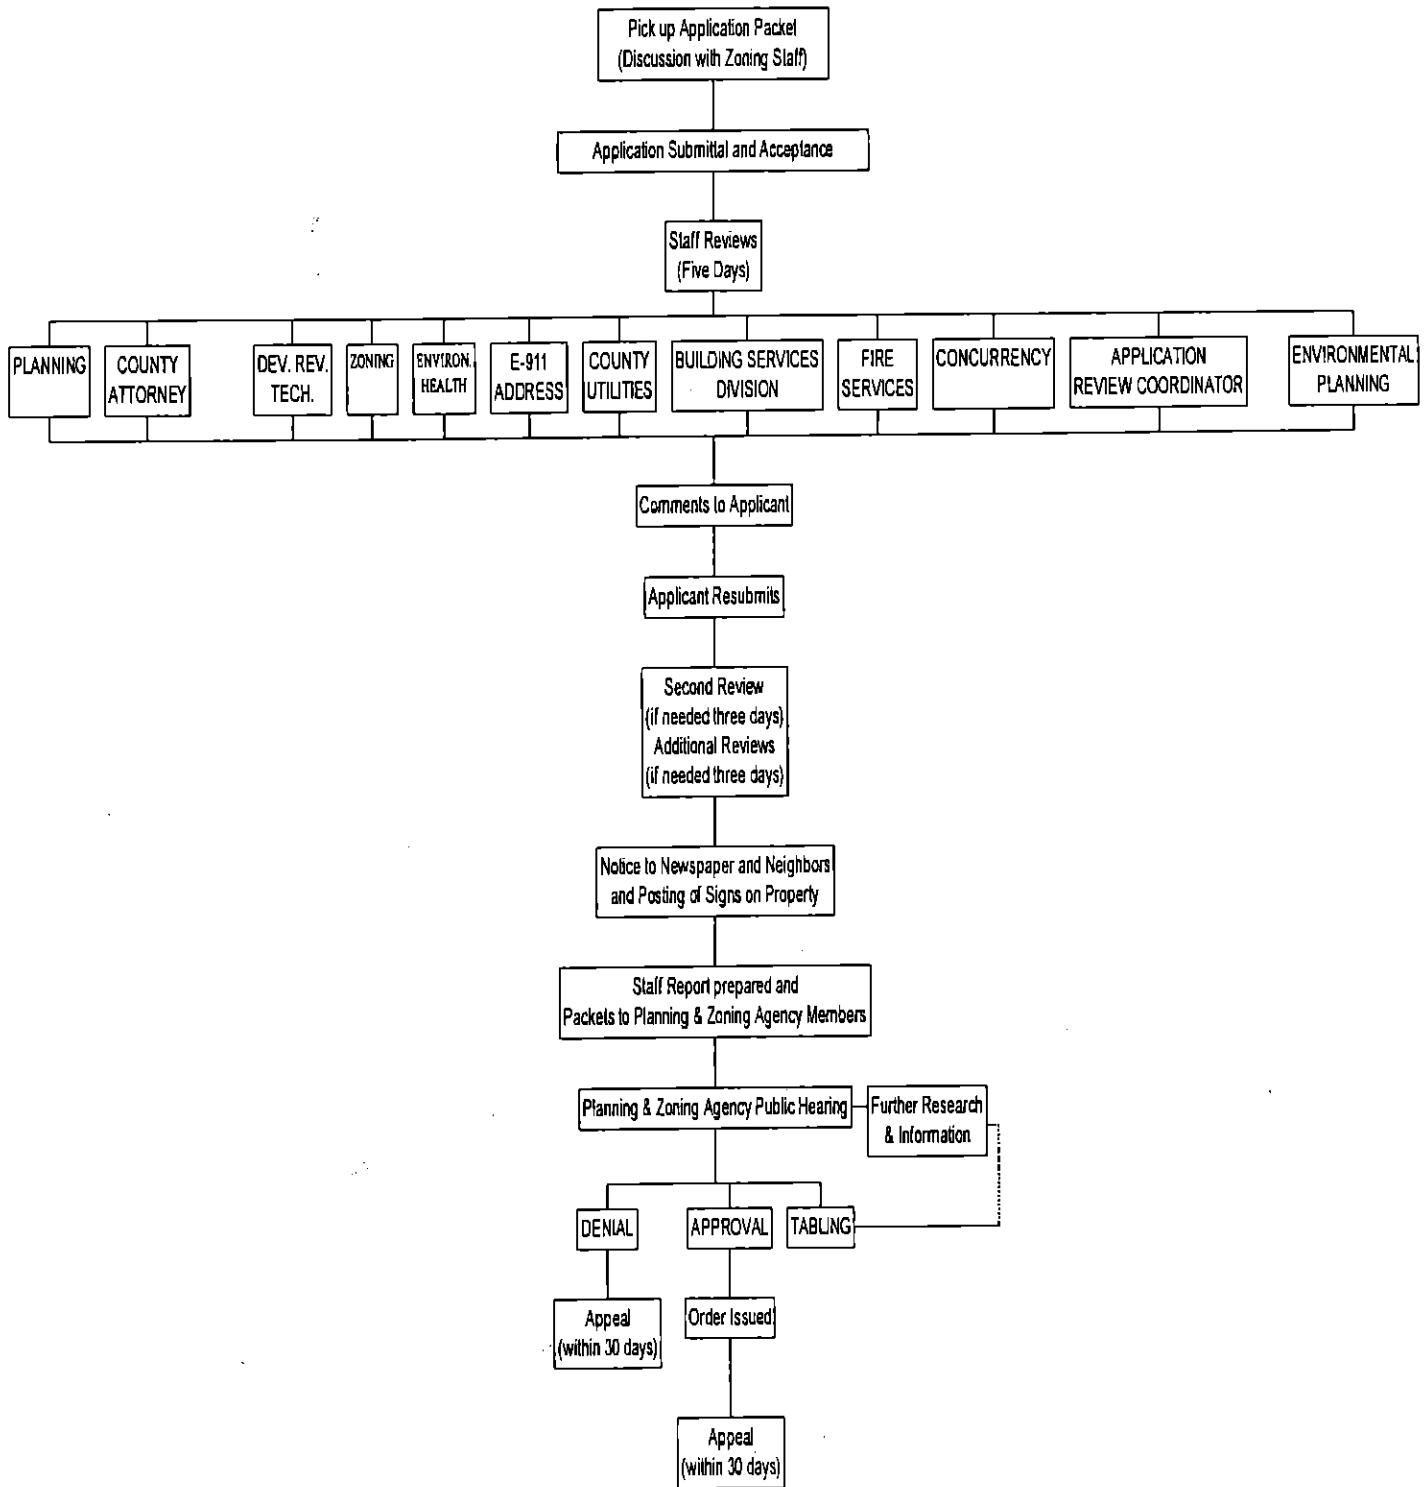 Pick up Application Packet
(Discussion with Zoning Staff)
Application Submittal and Acceptance
Staff Reviews
(Five Days)
PLANNING
COUNTY
ATTORNEY
DEV. REV.
TECH.
ZONING
ENVIRON.
HEALTH
E-911
ADDRESS
COUNTY
UTILITIES
BUILDING SERVICES
DIVISION
FIRE
SERVICES
CONCURRENCY
APPLICATION
REVIEW COORDINATOR
ENVIRONMENTAL
PLANNING
Comments to Applicant
Applicant Resubmits
Second Review
(if needed three days)
Additional Reviews
(if needed three days)
Notice to Newspaper and Neighbors
and Posting of Signs on Property
Staff Report prepared and
Packets to Planning & Zoning Agency Members
Planning & Zoning Agency Public Hearing
Further Research
& Information
DENIAL
APPROVAL
TABLING
Appeal
(within 30 days)
Order Issued
Appeal
(within 30 days)